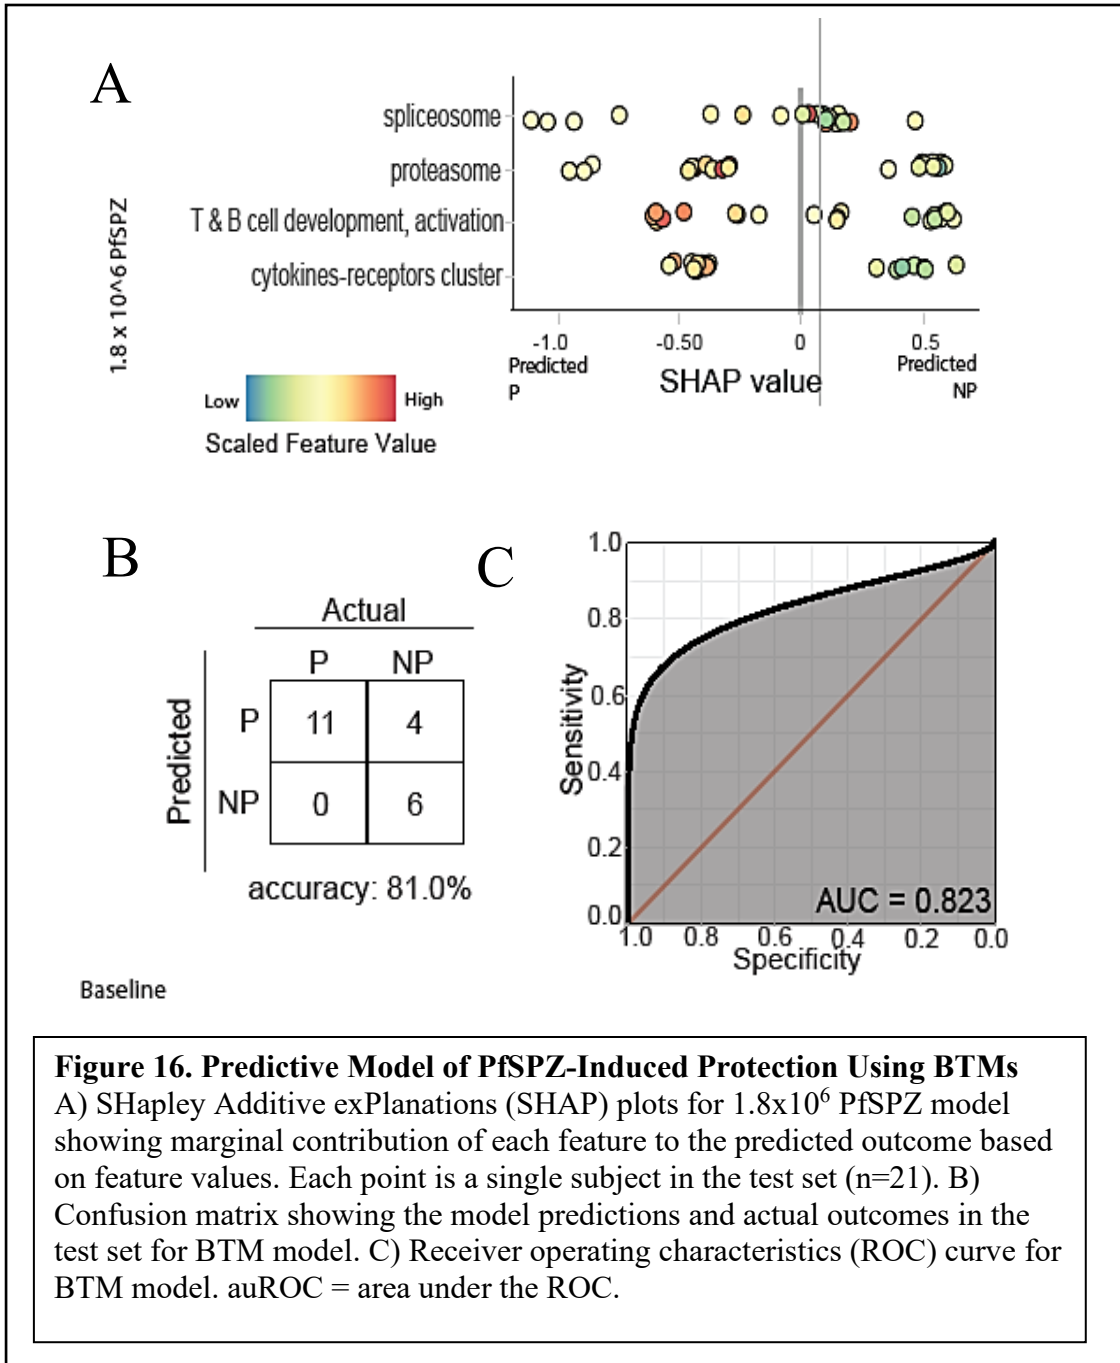 A
spliceosome
proteasome
T & B cell development, activation
cytokines-receptors cluster
1.8 x 10^6 PfSPZ
-1.0
-0.50
0
0.5
Predicted
P
SHAP value
Predicted
NP
Low
High
Scaled Feature Value
B
Actual
P
NP
Predicted
P
11
4
NP
0
6
accuracy: 81.0%
C
1.0
0.8
0.6
0.4
0.2
0.0
Sensitivity
AUC = 0.823
1.0
0.8
0.6
0.4
0.2
0.0
Specificity
Baseline
Figure 16. Predictive Model of PfSPZ-Induced Protection Using BTMs
A) SHapley Additive exPlanations (SHAP) plots for 1.8x10⁶ PfSPZ model
showing marginal contribution of each feature to the predicted outcome based
on feature values. Each point is a single subject in the test set (n=21). B)
Confusion matrix showing the model predictions and actual outcomes in the
test set for BTM model. C) Receiver operating characteristics (ROC) curve for
BTM model. auROC = area under the ROC.